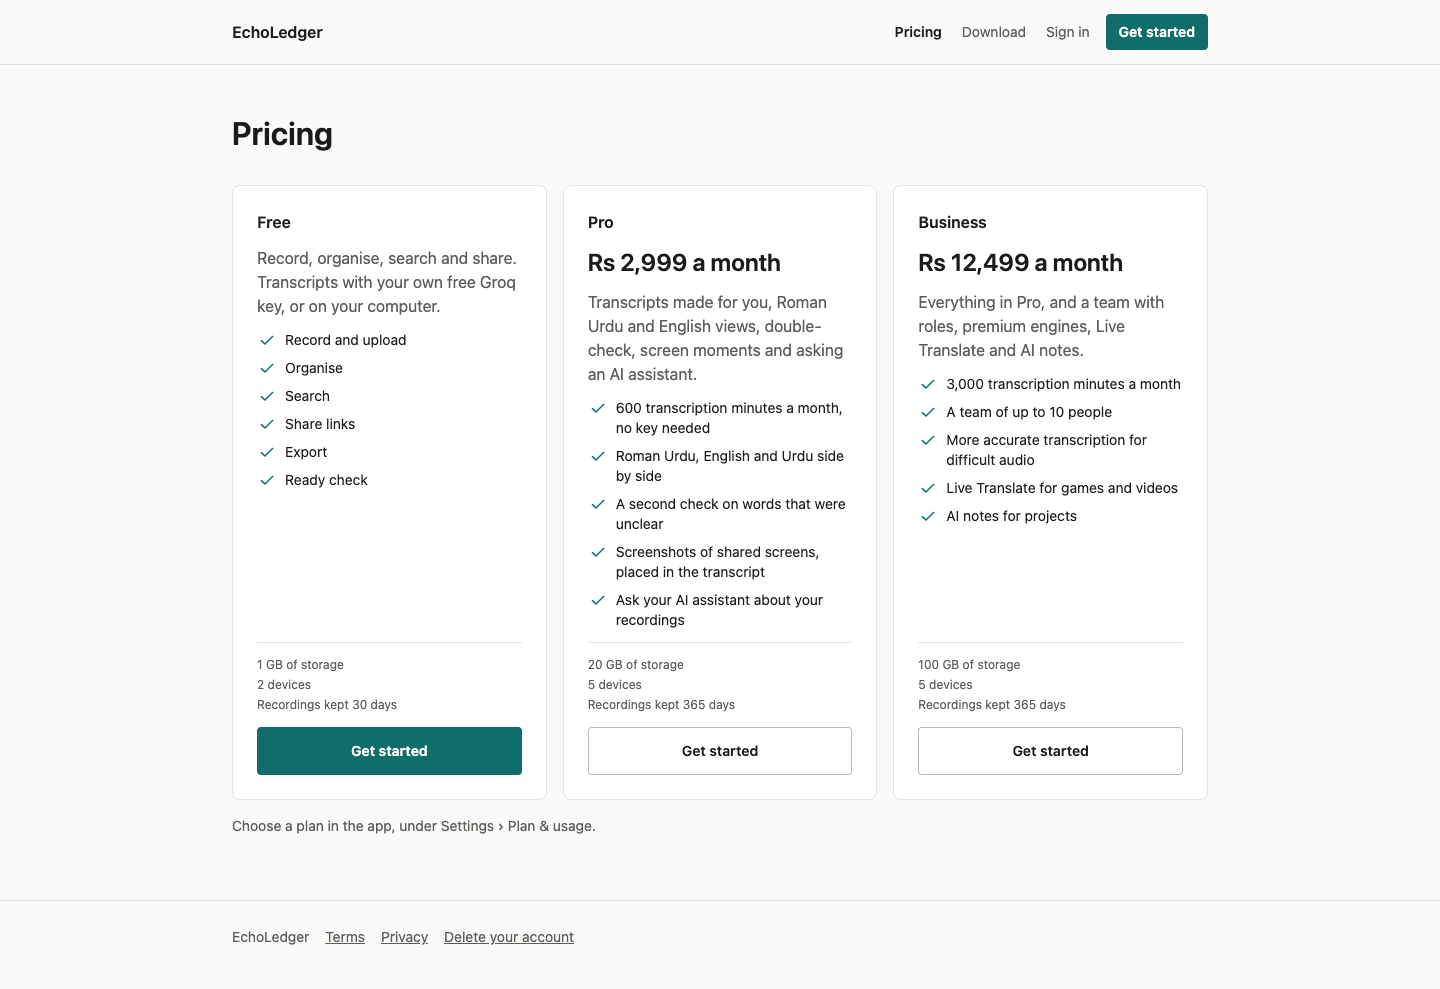 EchoLedger
Pricing
Download
Sign in
Get started
Pricing
Free
Record, organise, search and share.
Transcripts with your own free Groq
key, or on your computer.
Record and upload
Organise
Search
Share links
Export
Ready check
1 GB of storage
2 devices
Recordings kept 30 days
Get started
Pro
Rs 2,999 a month
Transcripts made for you, Roman
Urdu and English views, double-
check, screen moments and asking
an AI assistant.
600 transcription minutes a month,
no key needed
Roman Urdu, English and Urdu side
by side
A second check on words that were
unclear
Screenshots of shared screens,
placed in the transcript
Ask your AI assistant about your
recordings
20 GB of storage
5 devices
Recordings kept 365 days
Get started
Business
Rs 12,499 a month
Everything in Pro, and a team with
roles, premium engines, Live
Translate and AI notes.
3,000 transcription minutes a month
A team of up to 10 people
More accurate transcription for
difficult audio
Live Translate for games and videos
AI notes for projects
100 GB of storage
5 devices
Recordings kept 365 days
Get started
Choose a plan in the app, under Settings › Plan & usage.
EchoLedger
Terms
Privacy
Delete your account